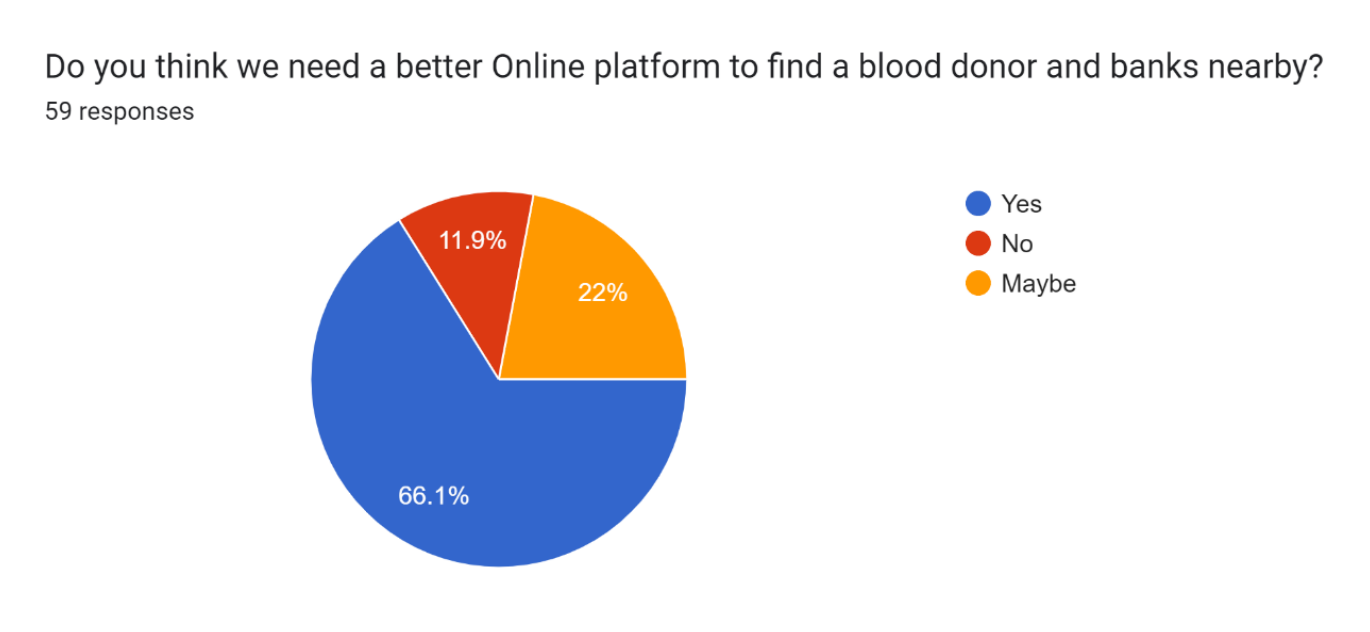 Do you think we need a better Online platform to find a blood donor and banks nearby?
59 responses
Yes
No
Maybe
11.9%
22%
66.1%